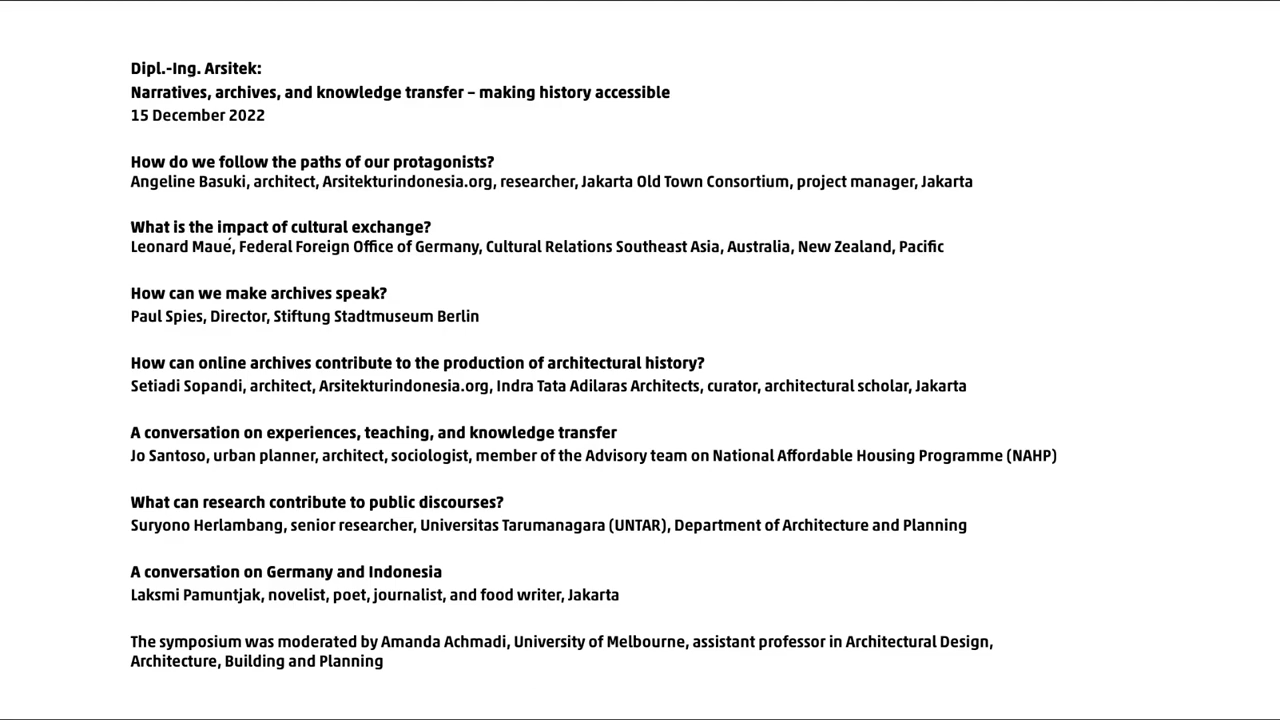 Dipl.-Ing. Arsitek:
Narratives, archives, and knowledge transfer – making history accessible
15 December 2022
How do we follow the paths of our protagonists?
Angeline Basuki, architect, Arsitekturindonesia.org, researcher, Jakarta Old Town Consortium, project manager, Jakarta
What is the impact of cultural exchange?
Leonard Maué, Federal Foreign Office of Germany, Cultural Relations Southeast Asia, Australia, New Zealand, Pacific
How can we make archives speak?
Paul Spies, Director, Stiftung Stadtmuseum Berlin
How can online archives contribute to the production of architectural history?
Setiadi Sopandi, architect, Arsitekturindonesia.org, Indra Tata Adilaras Architects, curator, architectural scholar, Jakarta
A conversation on experiences, teaching, and knowledge transfer
Jo Santoso, urban planner, architect, sociologist, member of the Advisory team on National Affordable Housing Programme (NAHP)
What can research contribute to public discourses?
Suryono Herlambang, senior researcher, Universitas Tarumanagara (UNTAR), Department of Architecture and Planning
A conversation on Germany and Indonesia
Laksmi Pamuntjak, novelist, poet, journalist, and food writer, Jakarta
The symposium was moderated by Amanda Achmadi, University of Melbourne, assistant professor in Architectural Design,
Architecture, Building and Planning